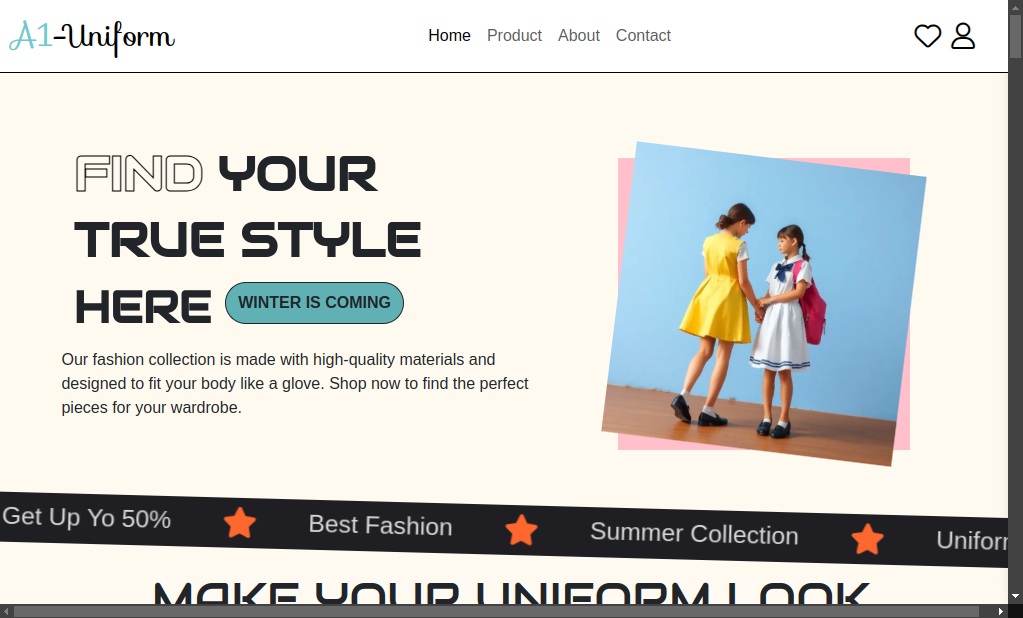 A1-Uniform
Home Product About Contact
FIND YOUR
TRUE STYLE
HERE WINTER IS COMING
Our fashion collection is made with high-quality materials and
designed to fit your body like a glove. Shop now to find the perfect
pieces for your wardrobe.
Get Up Yo 50% Best Fashion Summer Collection
MAKE YOUR UNIFORM LOOK